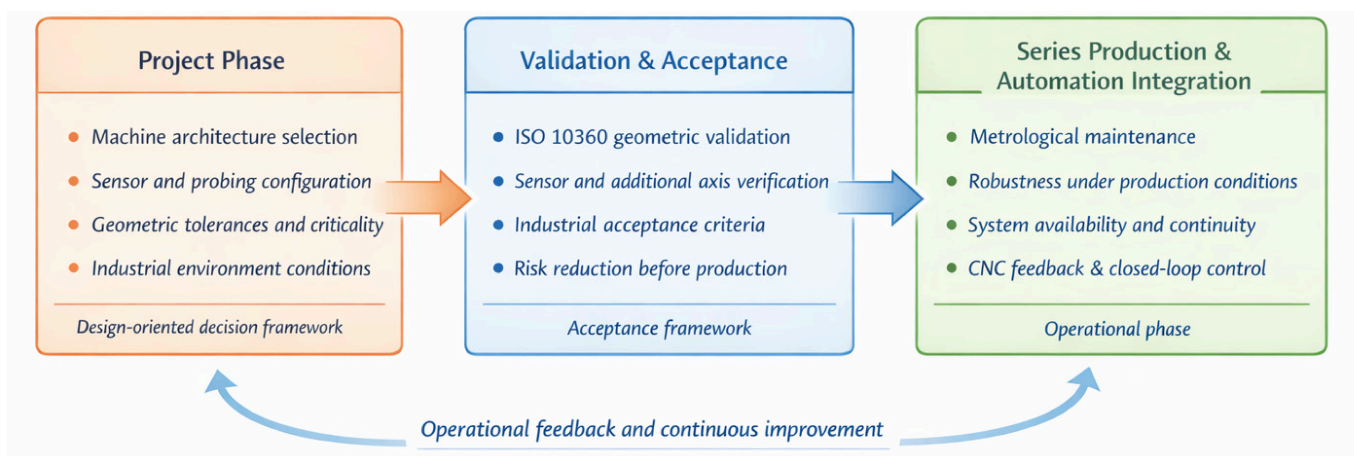 Project Phase
• Machine architecture selection
• Sensor and probing configuration
• Geometric tolerances and criticality
• Industrial environment conditions
Design-oriented decision framework
Validation & Acceptance
• ISO 10360 geometric validation
• Sensor and additional axis verification
• Industrial acceptance criteria
• Risk reduction before production
Acceptance framework
Series Production &
Automation Integration
• Metrological maintenance
• Robustness under production conditions
• System availability and continuity
• CNC feedback & closed-loop control
Operational phase
Operational feedback and continuous improvement